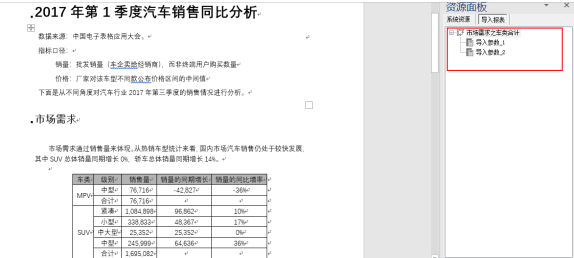 2017 年第 1 季度汽车销售同比分析
数据来源: 中国电子表格应用大会。
指标口径:
销量: 批发销量（车企卖给经销商），而非终端用户购买数量
价格: 厂家对该车型不同款公布价格区间的中间值
下面是从不同角度对汽车行业 2017 年第三季度的销售情况进行分析。
市场需求
市场需求通过销售量来体现。从热销车型统计来看，国内市场汽车销售仍处于较快发展，
其中 SUV 总体销量同期增长 0%, 轿车总体销量同期增长 14%。
车类 级别 销售量 销量的同期增长 销量的同比增率
MPV 中型 76,716 -42,827 -36%
合计 76,716
SUV 紧凑 1,084,898 96,862 10%
小型 338,833 48,367 17%
中大型 25,352 25,352 0%
中型 245,999 64,636 36%
合计 1,695,082
资源面板
系统资源 导入报表
市场需求之车类合计
导入参数_1
导入参数_2